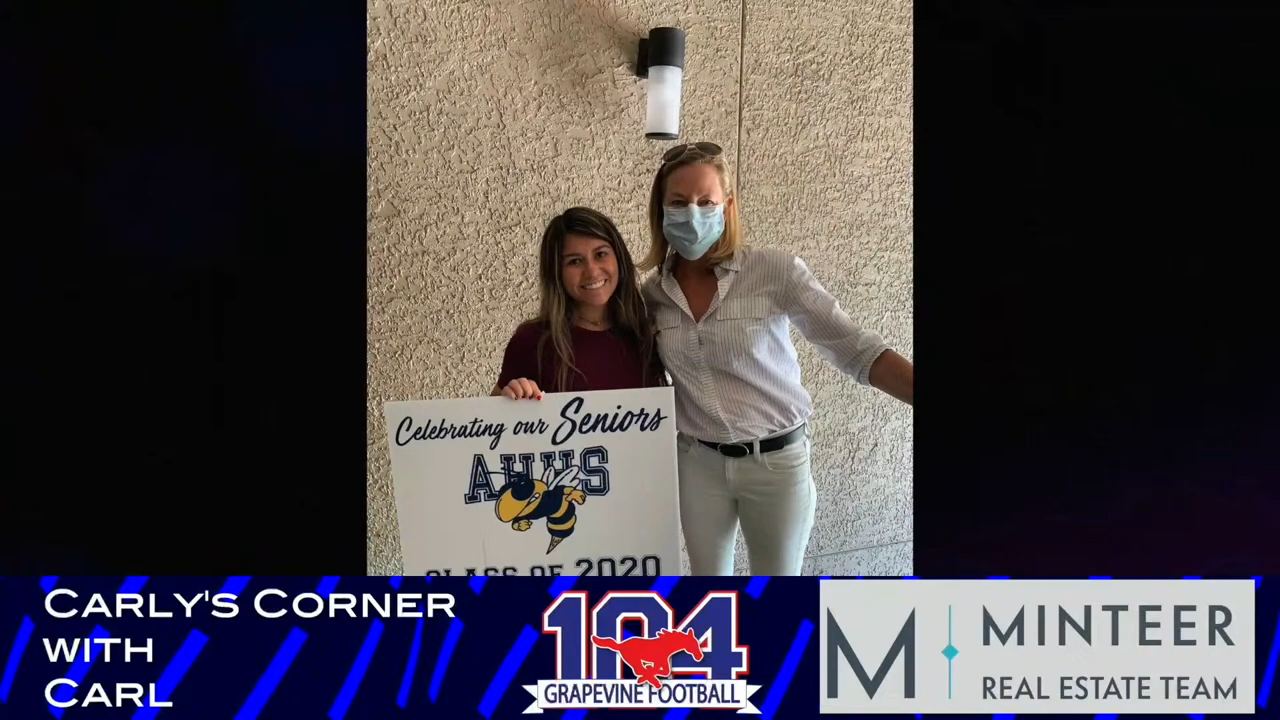 Celebrating our Seniors
AHHS
CLASS OF 2020
CARLY'S CORNER
WITH
CARL
104
GRAPEVINE FOOTBALL
M
MINTEER
REAL ESTATE TEAM